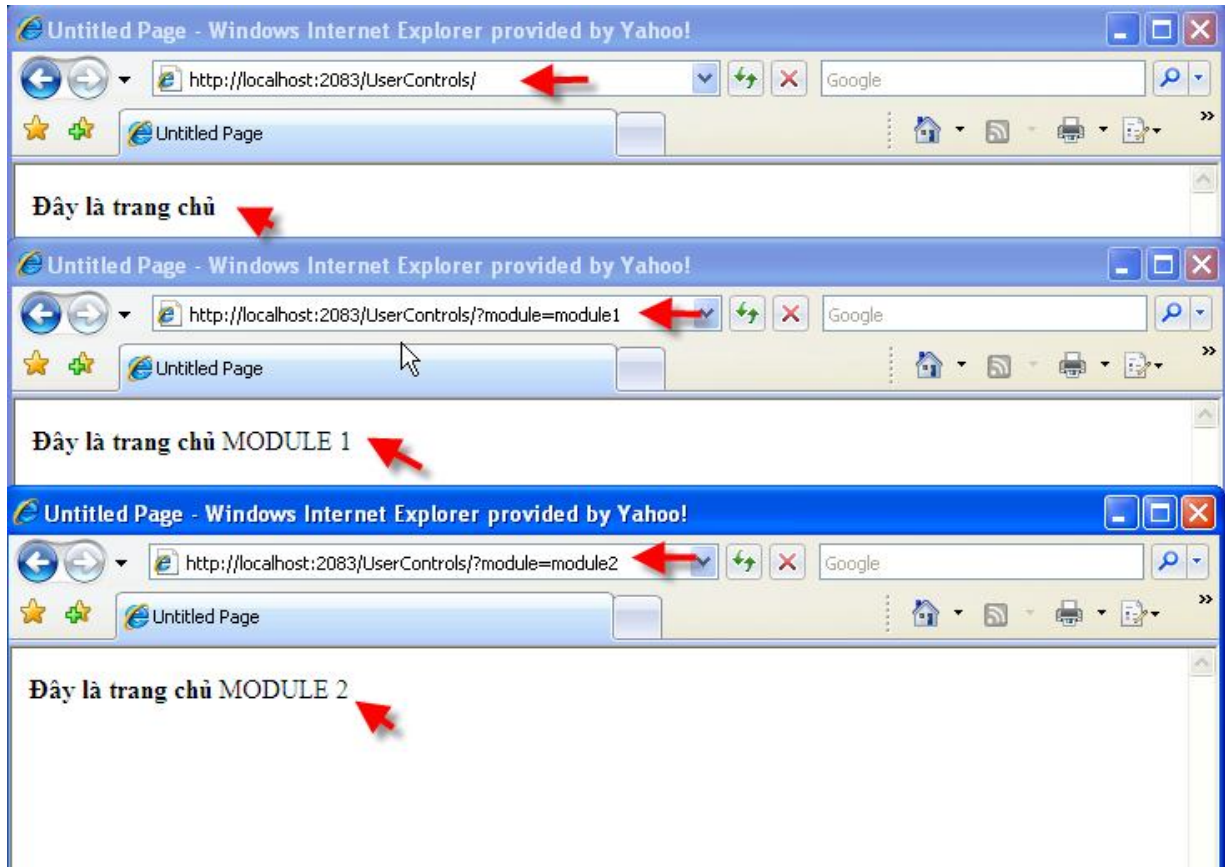 Untitled Page - Windows Internet Explorer provided by Yahoo!
http://localhost:2083/UserControls/
Google
Untitled Page
Đây là trang chủ
Untitled Page - Windows Internet Explorer provided by Yahoo!
http://localhost:2083/UserControls/?module=module1
Google
Untitled Page
Đây là trang chủ MODULE 1
Untitled Page - Windows Internet Explorer provided by Yahoo!
http://localhost:2083/UserControls/?module=module2
Google
Untitled Page
Đây là trang chủ MODULE 2